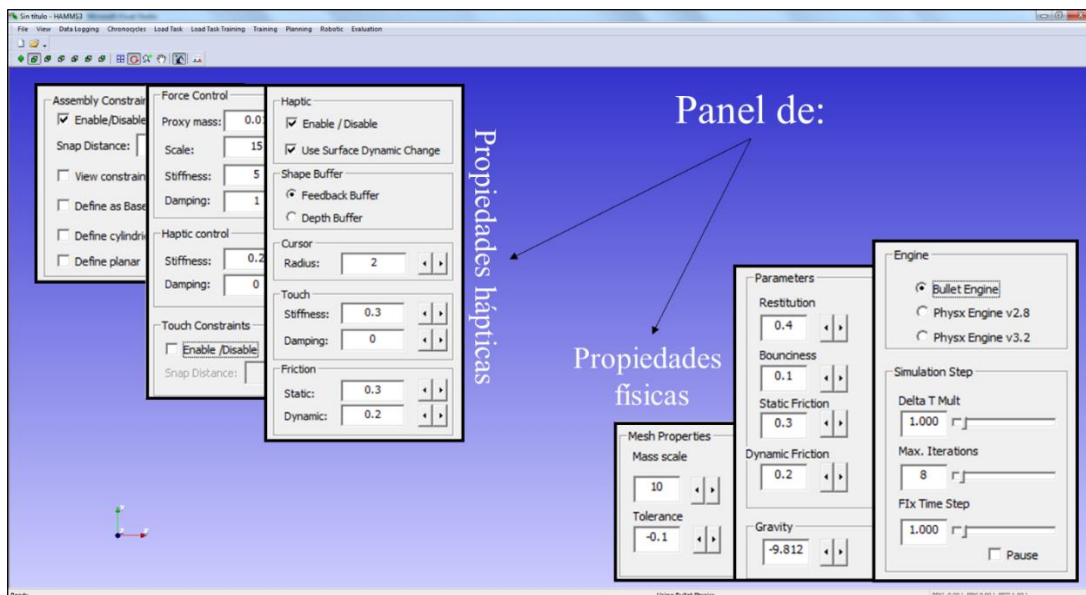 Sin título - HAMMS3
File View Data Logging Chronocycles Load Task Load Task Training Training Planning Robotic Evaluation
Panel de:
Propiedades hápticas
Propiedades
físicas
Assembly Constrain
Enable/Disable
Snap Distance:
View constrain
Define as Base
Define cylindric
Define planar
Force Control
Proxy mass: 0.01
Scale: 15
Stiffness: 5
Damping: 1
Haptic control
Stiffness: 0.2
Damping: 0
Touch Constraints
Enable /Disable
Snap Distance:
Haptic
Enable / Disable
Use Surface Dynamic Change
Shape Buffer
Feedback Buffer
Depth Buffer
Cursor
Radius: 2
Touch
Stiffness: 0.3
Damping: 0
Friction
Static: 0.3
Dynamic: 0.2
Mesh Properties
Mass scale
10
Tolerance
-0.1
Parameters
Restitution
0.4
Bounciness
0.1
Static Friction
0.3
Dynamic Friction
0.2
Gravity
-9.812
Engine
Bullet Engine
Physx Engine v2.8
Physx Engine v3.2
Simulation Step
Delta T Mult
1.000
Max. Iterations
8
FIx Time Step
1.000
Pause